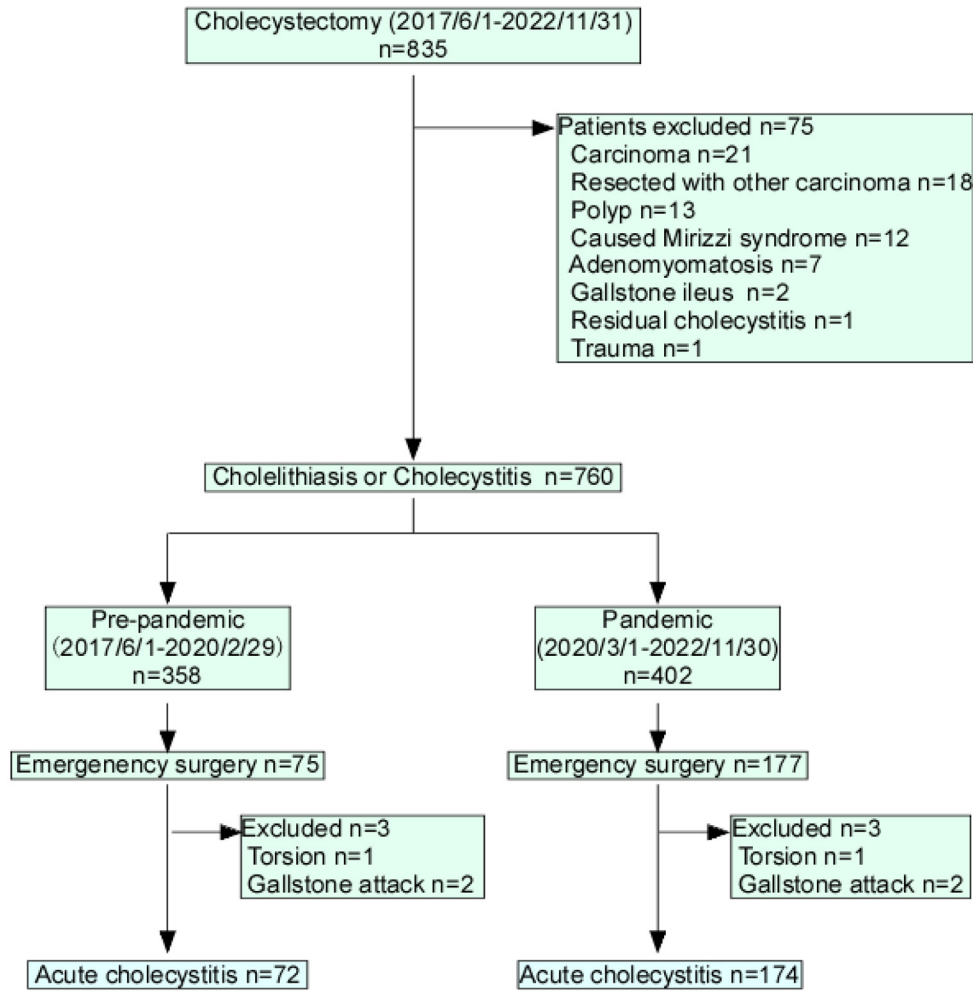 Cholecystectomy (2017/6/1-2022/11/31)
n=835
Patients excluded n=75
Carcinoma n=21
Resected with other carcinoma n=18
Polyp n=13
Caused Mirizzi syndrome n=12
Adenomyomatosis n=7
Gallstone ileus n=2
Residual cholecystitis n=1
Trauma n=1
Cholelithiasis or Cholecystitis n=760
Pre-pandemic
(2017/6/1-2020/2/29)
n=358
Pandemic
(2020/3/1-2022/11/30)
n=402
Emergenency surgery n=75
Emergency surgery n=177
Excluded n=3
Torsion n=1
Gallstone attack n=2
Excluded n=3
Torsion n=1
Gallstone attack n=2
Acute cholecystitis n=72
Acute cholecystitis n=174